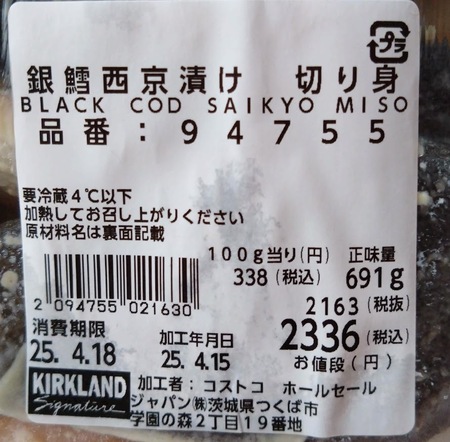 プラ
銀鱈西京漬け 切り身
BLACK COD SAIKYO MISO
品番:94755
要冷蔵4℃以下
加熱してお召し上がりください
原材料名は裏面記載
100g当り(円) 正味量
338(税込) 691g
2 094755 021630
2163(税抜)
消費期限 加工年月日 2336(税込)
25. 4.18 25. 4.15 お値段(円)
KIRKLAND
Signature
加工者:コストコ ホールセール
ジャパン㈱茨城県つくば市
学園の森2丁目19番地